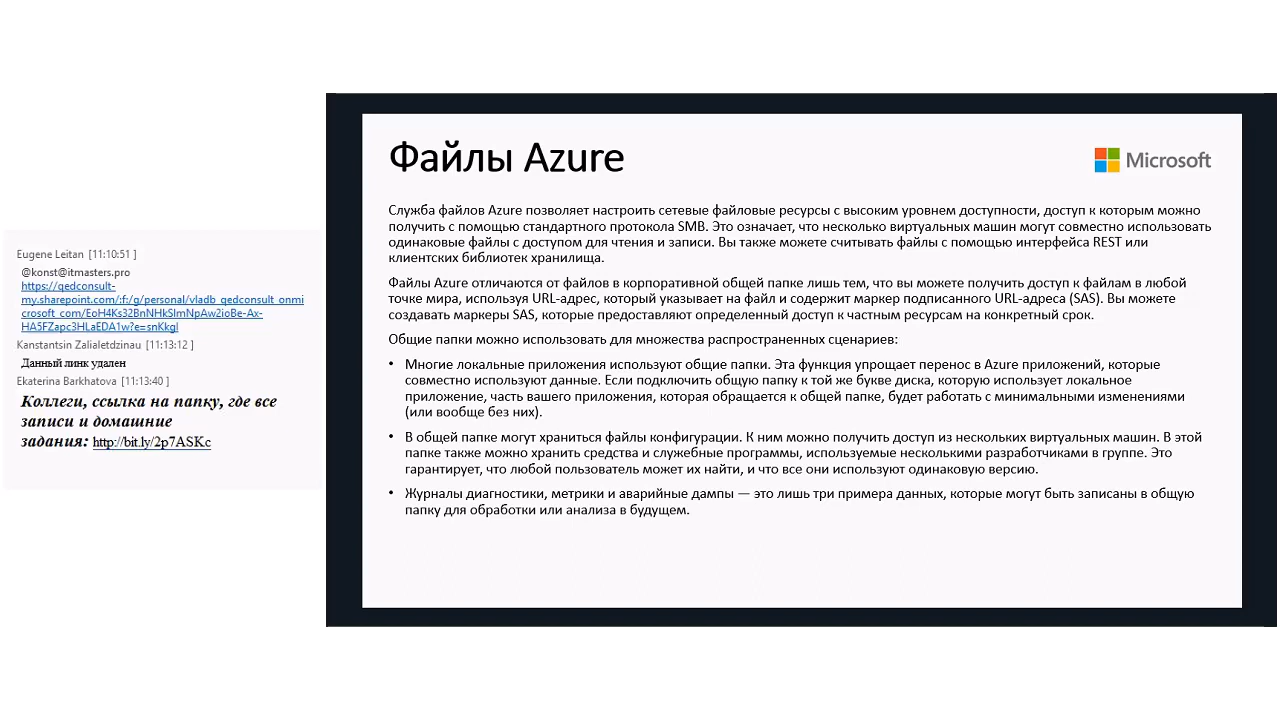 Eugene Leitan [11:10:51 ]
@konst@itmasters.pro
https://qedconsult-
my.sharepoint.com/:f:/g/personal/vladb_qedconsult_onmi
crosoft_com/EoH4Ks32BnNHkSlmNpAw2ioBe-Ax-
HA5FZapc3HLaEDA1w?e=snKkgl
Kanstantsin Zalialetdzinau [11:13:12 ]
Данный линк удален
Ekaterina Barkhatova [11:13:40 ]
Коллеги, ссылка на папку, где все
записи и домашние
задания: http://bit.ly/2p7ASKc
Файлы Azure
Microsoft
Служба файлов Azure позволяет настроить сетевые файловые ресурсы с высоким уровнем доступности, доступ к которым можно
получить с помощью стандартного протокола SMB. Это означает, что несколько виртуальных машин могут совместно использовать
одинаковые файлы с доступом для чтения и записи. Вы также можете считывать файлы с помощью интерфейса REST или
клиентских библиотек хранилища.
Файлы Azure отличаются от файлов в корпоративной общей папке лишь тем, что вы можете получить доступ к файлам в любой
точке мира, используя URL-адрес, который указывает на файл и содержит маркер подписанного URL-адреса (SAS). Вы можете
создавать маркеры SAS, которые предоставляют определенный доступ к частным ресурсам на конкретный срок.
Общие папки можно использовать для множества распространенных сценариев:
• Многие локальные приложения используют общие папки. Эта функция упрощает перенос в Azure приложений, которые
совместно используют данные. Если подключить общую папку к той же букве диска, которую использует локальное
приложение, часть вашего приложения, которая обращается к общей папке, будет работать с минимальными изменениями
(или вообще без них).
• В общей папке могут храниться файлы конфигурации. К ним можно получить доступ из нескольких виртуальных машин. В этой
папке также можно хранить средства и служебные программы, используемые несколькими разработчиками в группе. Это
гарантирует, что любой пользователь может их найти, и что все они используют одинаковую версию.
• Журналы диагностики, метрики и аварийные дампы — это лишь три примера данных, которые могут быть записаны в общую
папку для обработки или анализа в будущем.